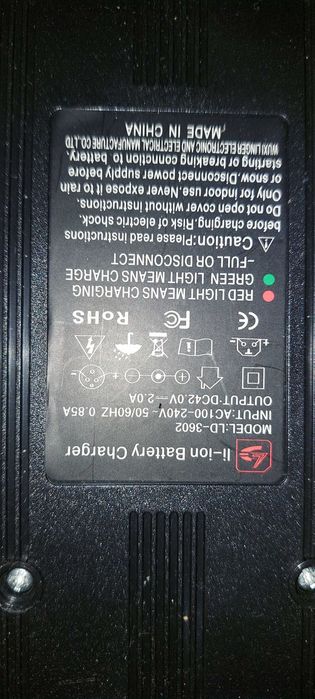 li-ion Battery Charger
MODEL:LD-3602
INPUT:AC100-240V~ 50/60HZ 0.85A
OUTPUT:DC42.0V ⎓ 2.0A
CE FC RoHS
RED LIGHT MEANS CHARGING
GREEN LIGHT MEANS CHARGE
-FULL OR DISCONNECT
⚠ Caution:Please read instructions
before charging.Risk of electric shock.
Do not open cover without instructions.
Only for indoor use.Never expose it to rain
or snow. Disconnect power supply before
starting or breaking conction to battery.
WUXI LINGER ELECTRONIC AND ELECTRICAL MANUFACTURE CO.,LTD
,MADE IN CHINA